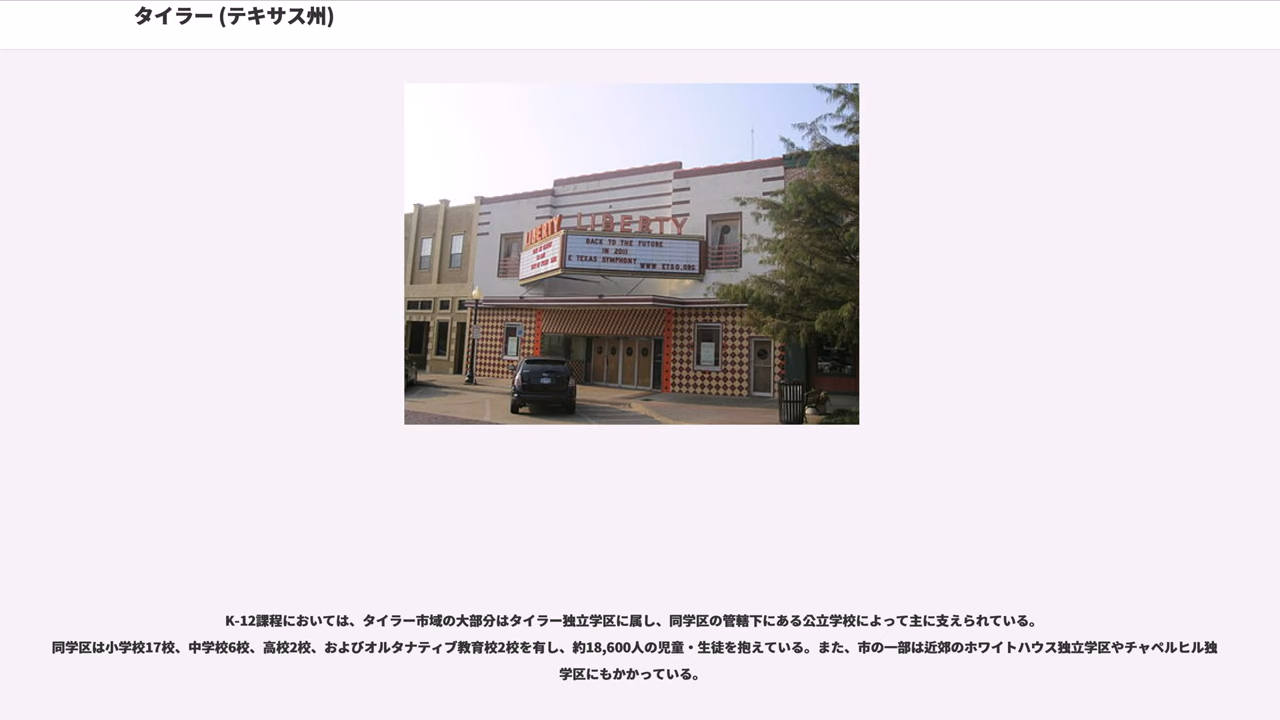 タイラー (テキサス州)
LIBERTY LIBERTY
BACK TO THE FUTURE
IN 2011
E TEXAS SYMPHONY WWW.ETSO.ORG
K-12課程においては、タイラー市域の大部分はタイラー独立学区に属し、同学区の管轄下にある公立学校によって主に支えられている。
同学区は小学校17校、中学校6校、高校2校、およびオルタナティブ教育校2校を有し、約18,600人の児童・生徒を抱えている。また、市の一部は近郊のホワイトハウス独立学区やチャペルヒル独
学区にもかかっている。